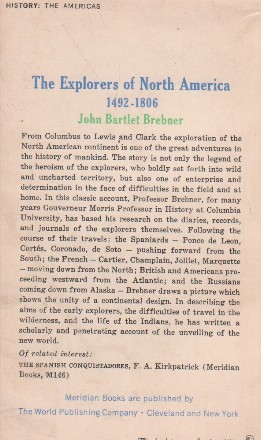 HISTORY: THE AMERICAS
The Explorers of North America
1492-1806
John Bartlet Brebner
From Columbus to Lewis and Clark the exploration of the
North American continent is one of the great adventures in
the history of mankind. The story is not only the legend of
the heroism of the explorers, who boldly set forth into wild
and uncharted territory, but also one of enterprise and
determination in the face of difficulties in the field and at
home. In this classic account, Professor Brebner, for many
years Gouverneur Morris Professor in History at Columbia
University, has based his research on the diaries, records,
and journals of the explorers themselves. Following the
course of their travels: the Spaniards — Ponce de Leon,
Cortés, Coronado, de Soto — pushing forward from the
South; the French — Cartier, Champlain, Jolliet, Marquette
— moving down from the North; British and Americans pro-
ceeding westward from the Atlantic; and the Russians
coming down from Alaska — Brebner draws a picture which
shows the unity of a continental design. In describing the
aims of the early explorers, the difficulties of travel in the
wilderness, and the life of the Indians, he has written a
scholarly and penetrating account of the unveiling of the
new world.
Of related interest:
THE SPANISH CONQUISTADORES, F. A. Kirkpatrick (Meridian
Books, M146)
Meridian Books are published by
The World Publishing Company • Cleveland and New York